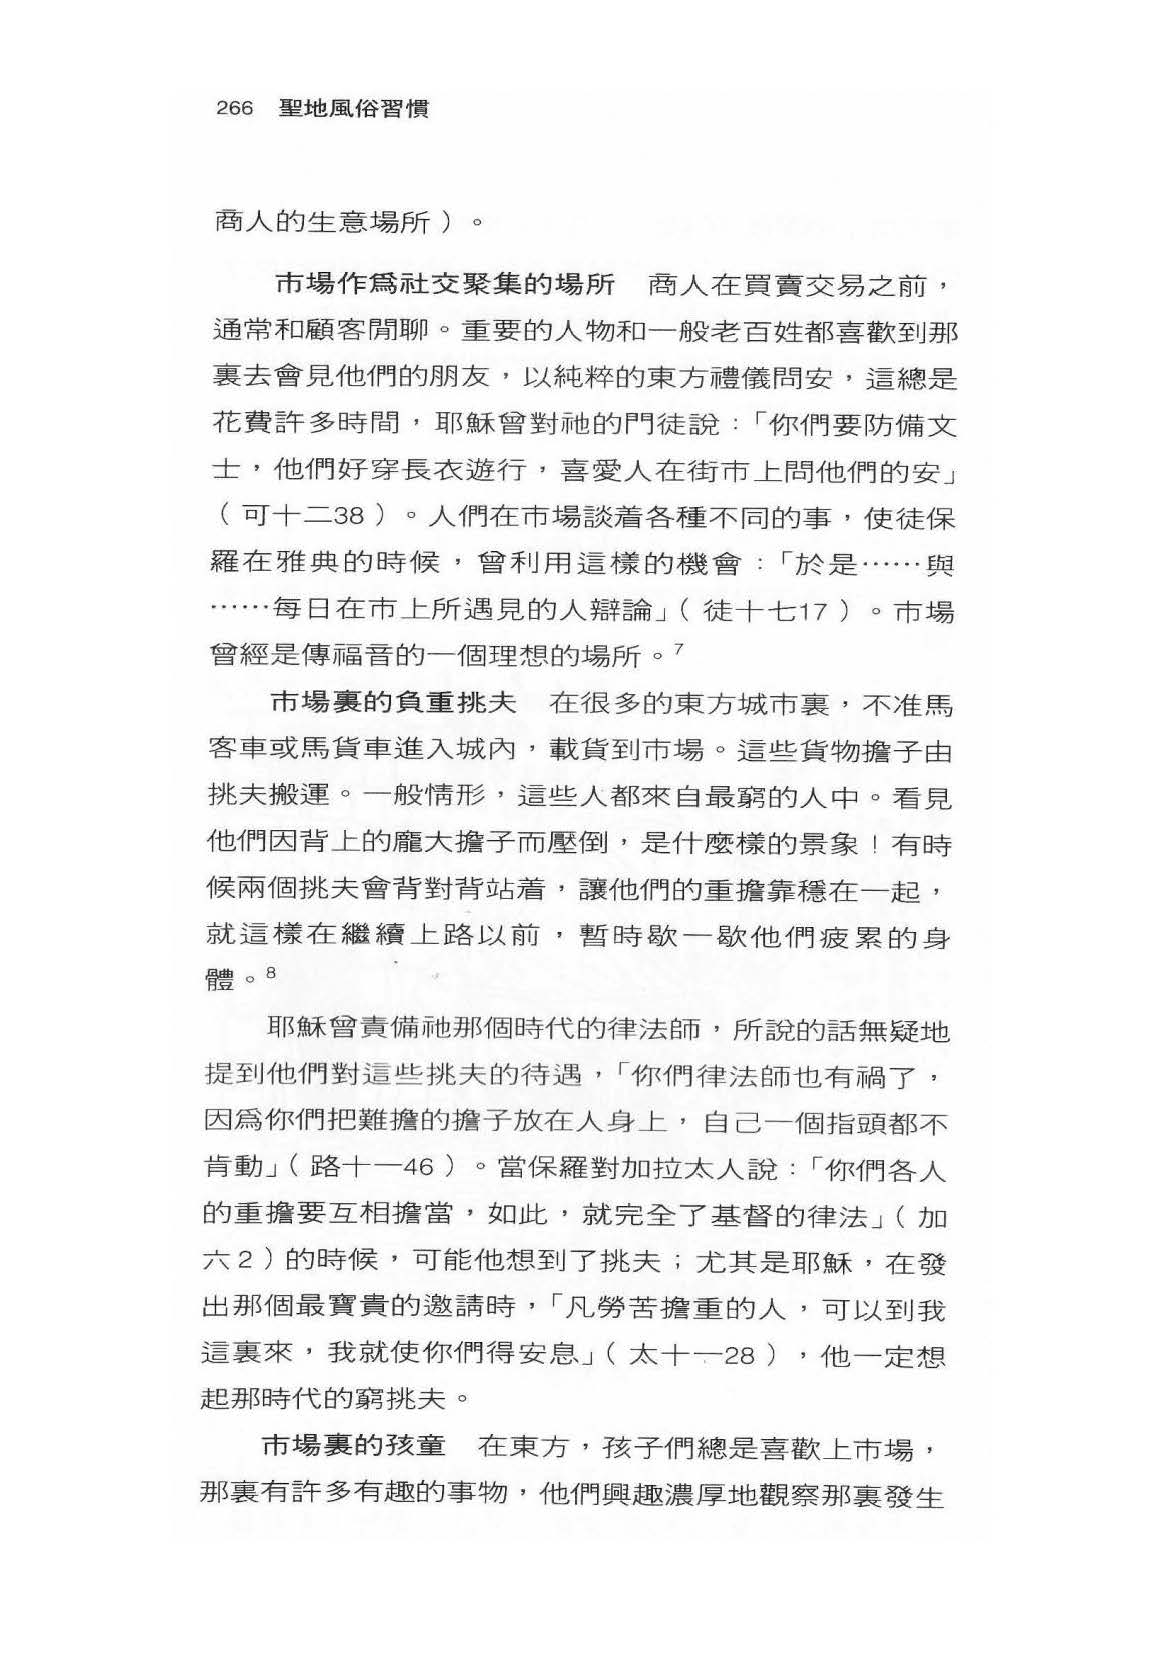 266 聖地風俗習慣
商人的生意場所）。
市場作爲社交聚集的場所　商人在買賣交易之前，
通常和顧客閒聊。重要的人物和一般老百姓都喜歡到那
裏去會見他們的朋友，以純粹的東方禮儀問安，這總是
花費許多時間，耶穌曾對祂的門徒說：「你們要防備文
士，他們好穿長衣遊行，喜愛人在街市上問他們的安」
（可十二38）。人們在市場談着各種不同的事，使徒保
羅在雅典的時候，曾利用這樣的機會：「於是……與
……每日在市上所遇見的人辯論」（徒十七17）。市場
曾經是傳福音的一個理想的場所。7
市場裏的負重挑夫　在很多的東方城市裏，不准馬
客車或馬貨車進入城內，載貨到市場。這些貨物擔子由
挑夫搬運。一般情形，這些人都來自最窮的人中。看見
他們因背上的龐大擔子而壓倒，是什麼樣的景象！有時
候兩個挑夫會背對背站着，讓他們的重擔靠穩在一起，
就這樣在繼續上路以前，暫時歇一歇他們疲累的身
體。8
耶穌曾責備祂那個時代的律法師，所說的話無疑地
提到他們對這些挑夫的待遇，「你們律法師也有禍了，
因爲你們把難擔的擔子放在人身上，自己一個指頭都不
肯動」（路十一46）。當保羅對加拉太人說：「你們各人
的重擔要互相擔當，如此，就完全了基督的律法」（加
六2）的時候，可能他想到了挑夫；尤其是耶穌，在發
出那個最寶貴的邀請時，「凡勞苦擔重的人，可以到我
這裏來，我就使你們得安息」（太十一28），他一定想
起那時代的窮挑夫。
市場裏的孩童　在東方，孩子們總是喜歡上市場，
那裏有許多有趣的事物，他們興趣濃厚地觀察那裏發生